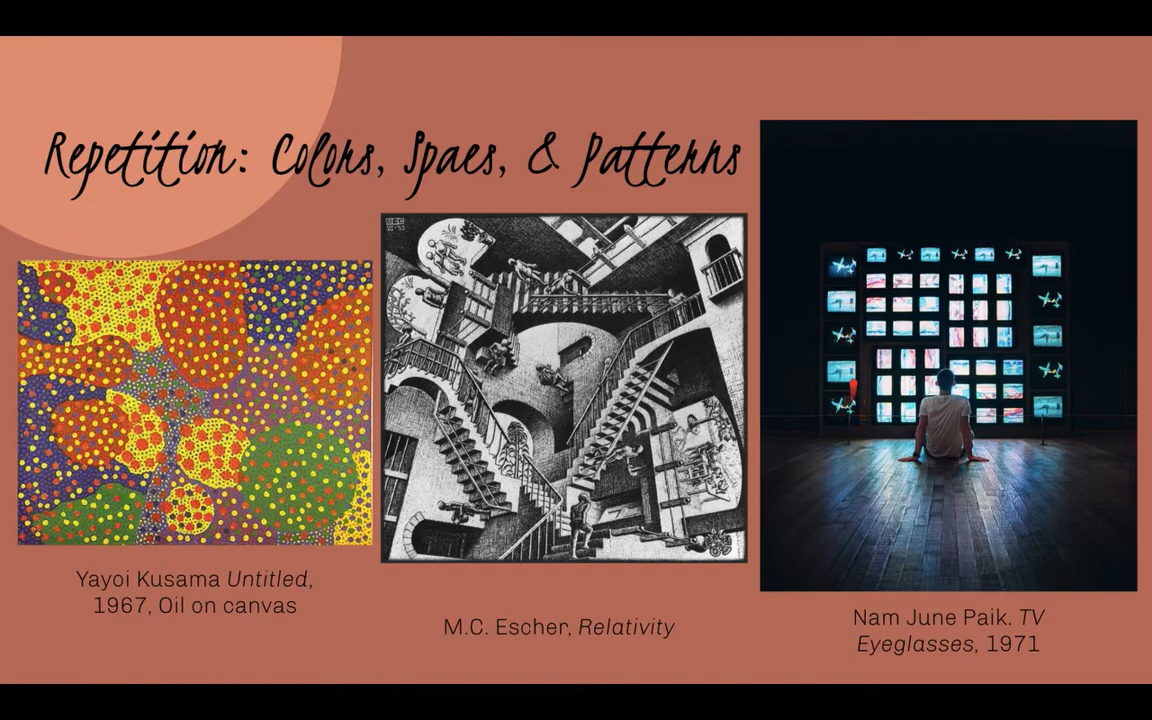 Repetition: Colors, Spaes, & Patterns
Yayoi Kusama Untitled,
1967, Oil on canvas
M.C. Escher, Relativity
Nam June Paik. TV
Eyeglasses, 1971